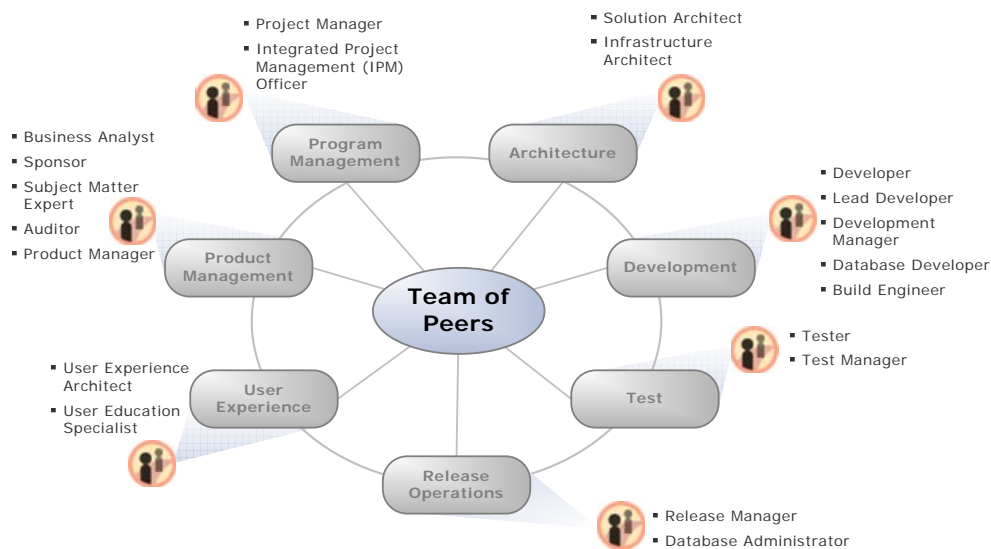 ▪ Project Manager
▪ Integrated Project
Management (IPM)
Officer
▪ Solution Architect
▪ Infrastructure
Architect
Program
Management
Architecture
▪ Business Analyst
▪ Sponsor
▪ Subject Matter
Expert
▪ Auditor
▪ Product Manager
▪ Developer
▪ Lead Developer
▪ Development
Manager
▪ Database Developer
▪ Build Engineer
Product
Management
Development
Team of
Peers
▪ Tester
▪ Test Manager
▪ User Experience
Architect
▪ User Education
Specialist
User
Experience
Test
Release
Operations
▪ Release Manager
▪ Database Administrator